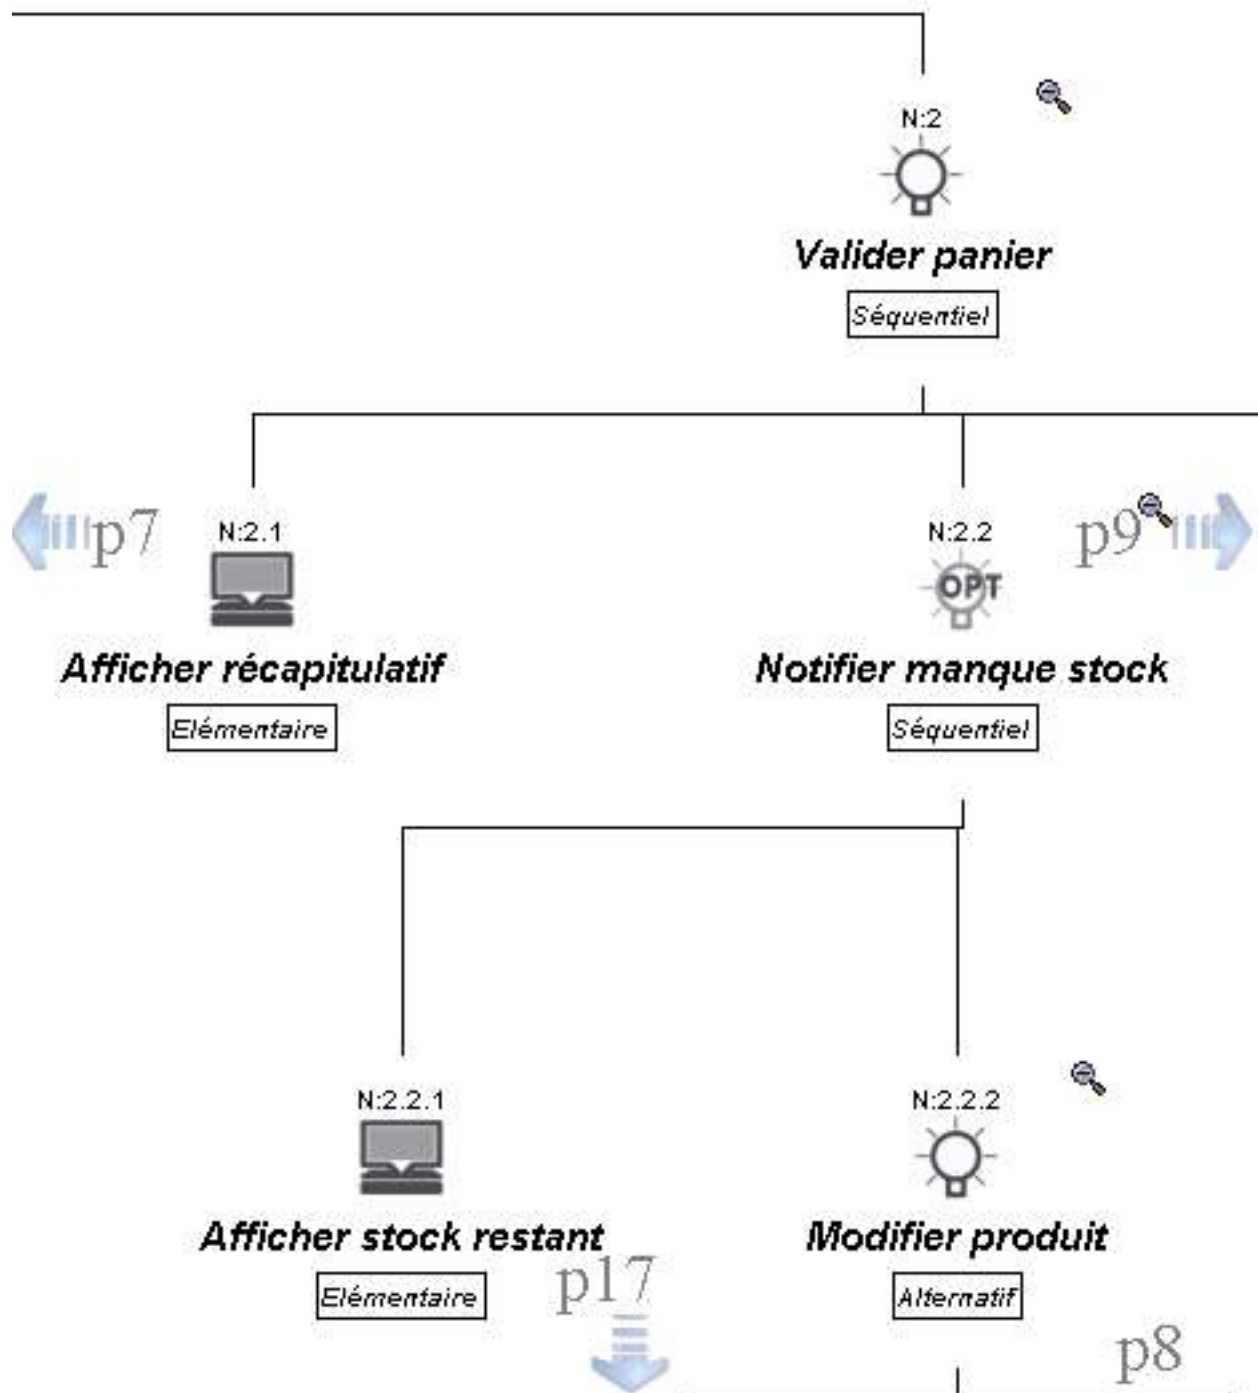 N:2
Valider panier
Séquentiel
p7
N:2.1
Afficher récapitulatif
Elémentaire
N:2.2
OPT
Notifier manque stock
Séquentiel
p9
N:2.2.1
Afficher stock restant
Elémentaire
p17
N:2.2.2
Modifier produit
Alternatif
p8